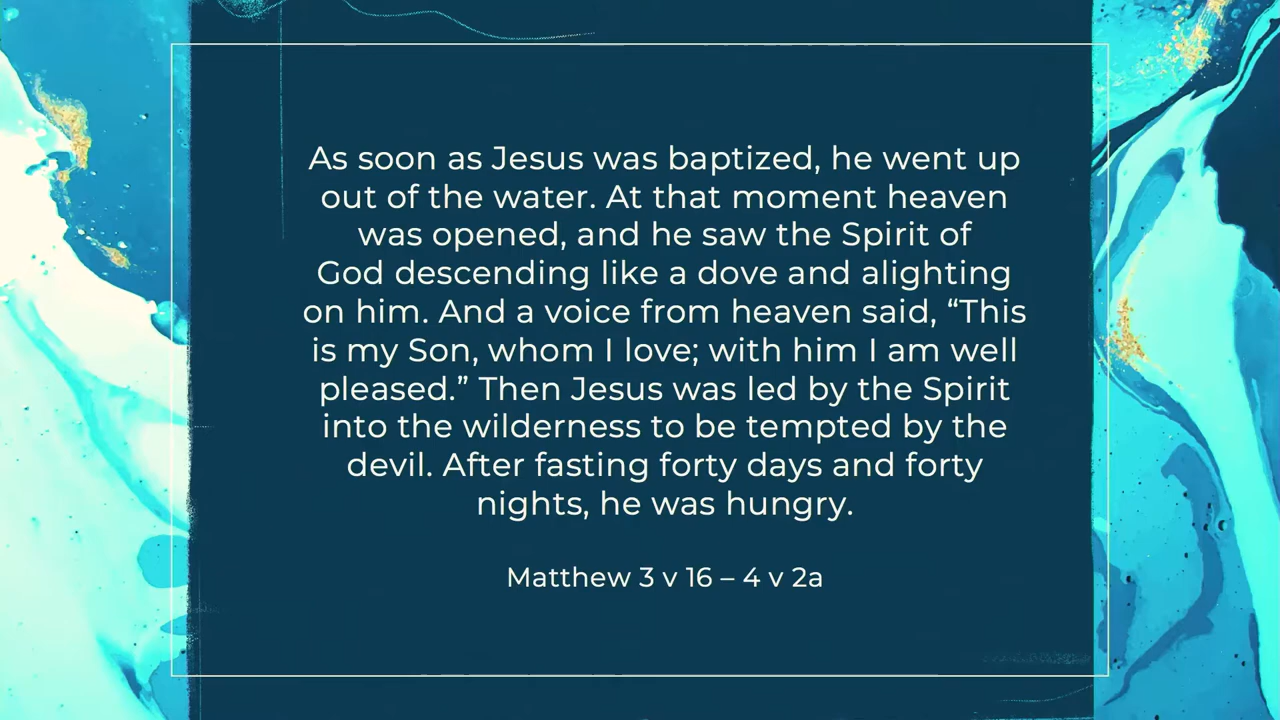 As soon as Jesus was baptized, he went up
out of the water. At that moment heaven
was opened, and he saw the Spirit of
God descending like a dove and alighting
on him. And a voice from heaven said, “This
is my Son, whom I love; with him I am well
pleased.” Then Jesus was led by the Spirit
into the wilderness to be tempted by the
devil. After fasting forty days and forty
nights, he was hungry.
Matthew 3 v 16 – 4 v 2a